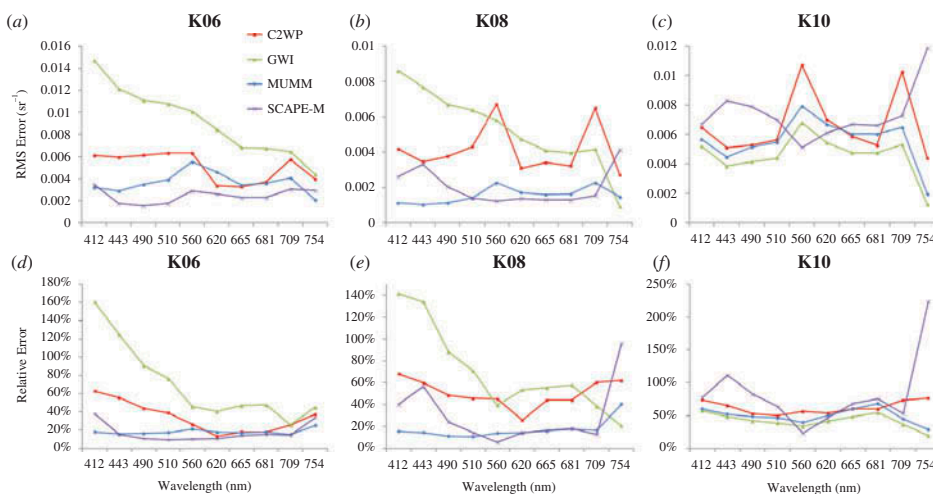 (a) K06 (b) K08 (c) K10
0.016 0.01 0.012
0.014
0.012 0.008 0.01
0.01 0.006 0.008
0.008 0.006
0.006 0.004 0.004
0.004 0.002 0.002
0.002
0 0 0
RMS Error (sr⁻¹)
C2WP
GWI
MUMM
SCAPE-M
412 443 490 510 560 620 665 681 709 754 412 443 490 510 560 620 665 681 709 754 412 443 490 510 560 620 665 681 709 754
(d) K06 (e) K08 (f) K10
180% 140% 250%
160% 120% 200%
140% 100% 150%
120% 80% 100%
100% 60% 50%
80% 40% 0%
60% 20%
40% 0%
20%
0%
Relative Error
412 443 490 510 560 620 665 681 709 754 412 443 490 510 560 620 665 681 709 754 412 443 490 510 560 620 665 681 709 754
Wavelength (nm) Wavelength (nm) Wavelength (nm)